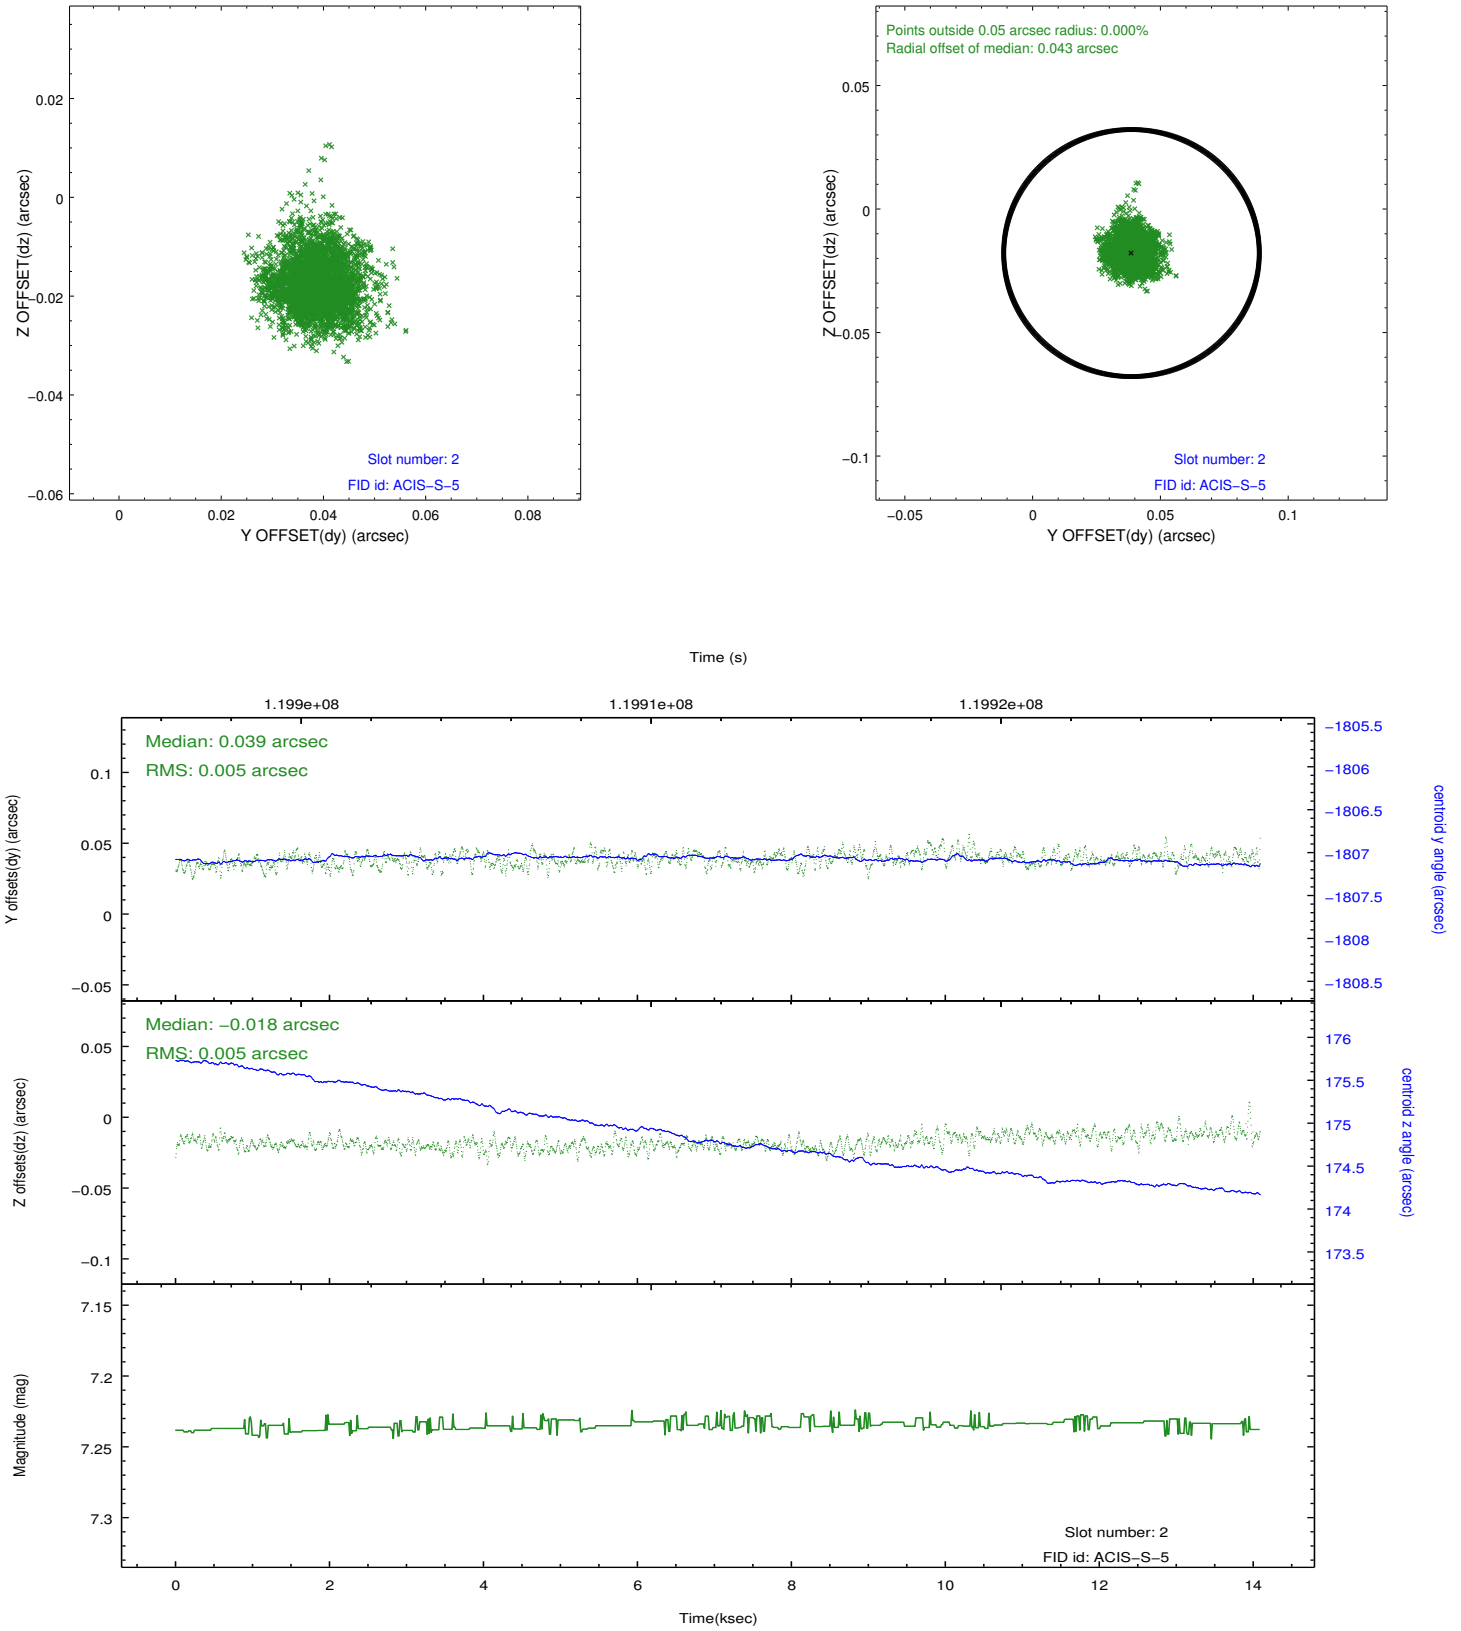 0.02
0
−0.02
−0.04
−0.06
Z OFFSET(dz) (arcsec)
Slot number: 2
FID id: ACIS−S−5
0 0.02 0.04 0.06 0.08
Y OFFSET(dy) (arcsec)
Points outside 0.05 arcsec radius: 0.000%
Radial offset of median: 0.043 arcsec
0.05
0
−0.05
−0.1
Z OFFSET(dz) (arcsec)
Slot number: 2
FID id: ACIS−S−5
−0.05 0 0.05 0.1
Y OFFSET(dy) (arcsec)
Time (s)
1.199e+08 1.1991e+08 1.1992e+08
Median: 0.039 arcsec
RMS: 0.005 arcsec
0.1
0.05
0
−0.05
Y offsets(dy) (arcsec)
−1805.5
−1806
−1806.5
−1807
−1807.5
−1808
−1808.5
centroid y angle (arcsec)
Median: −0.018 arcsec
RMS: 0.005 arcsec
0.05
0
−0.05
−0.1
Z offsets(dz) (arcsec)
176
175.5
175
174.5
174
173.5
centroid z angle (arcsec)
7.15
7.2
7.25
7.3
Magnitude (mag)
Slot number: 2
FID id: ACIS−S−5
0 2 4 6 8 10 12 14
Time(ksec)